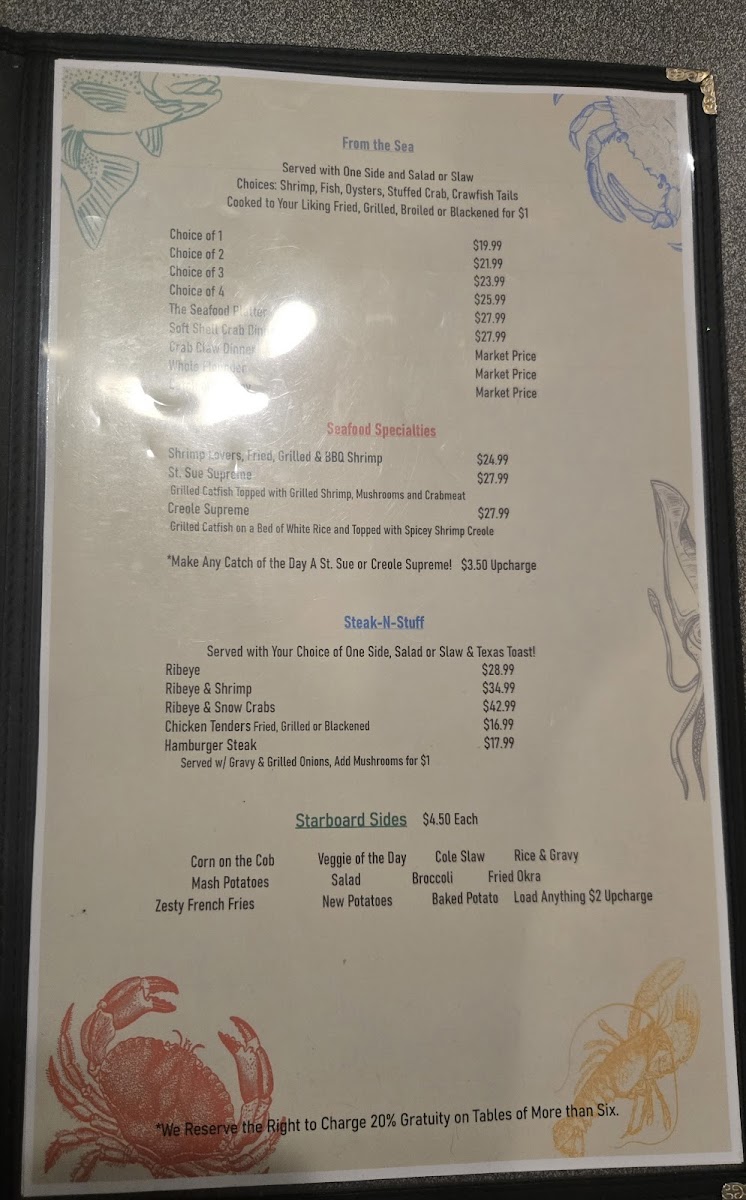 From the Sea
Served with One Side and Salad or Slaw
Choices: Shrimp, Fish, Oysters, Stuffed Crab, Crawfish Tails
Cooked to Your Liking Fried, Grilled, Broiled or Blackened for $1
Choice of 1 $19.99
Choice of 2 $21.99
Choice of 3 $23.99
Choice of 4 $25.99
The Seafood Platter $27.99
Soft Shell Crab $27.99
Crab Claw Dinner Market Price
Whole Flounder Market Price
Market Price
Seafood Specialties
Shrimp Lovers, Fried, Grilled & BBQ Shrimp $24.99
St. Sue Supreme $27.99
Grilled Catfish Topped with Grilled Shrimp, Mushrooms and Crabmeat
Creole Supreme $27.99
Grilled Catfish on a Bed of White Rice and Topped with Spicey Shrimp Creole
*Make Any Catch of the Day A St. Sue or Creole Supreme! $3.50 Upcharge
Steak-N-Stuff
Served with Your Choice of One Side, Salad or Slaw & Texas Toast!
Ribeye $28.99
Ribeye & Shrimp $34.99
Ribeye & Snow Crabs $42.99
Chicken Tenders Fried, Grilled or Blackened $16.99
Hamburger Steak $17.99
Served w/ Gravy & Grilled Onions, Add Mushrooms for $1
Starboard Sides $4.50 Each
Corn on the Cob Veggie of the Day Cole Slaw Rice & Gravy
Mash Potatoes Salad Broccoli Fried Okra
Zesty French Fries New Potatoes Baked Potato Load Anything $2 Upcharge
*We Reserve the Right to Charge 20% Gratuity on Tables of More than Six.